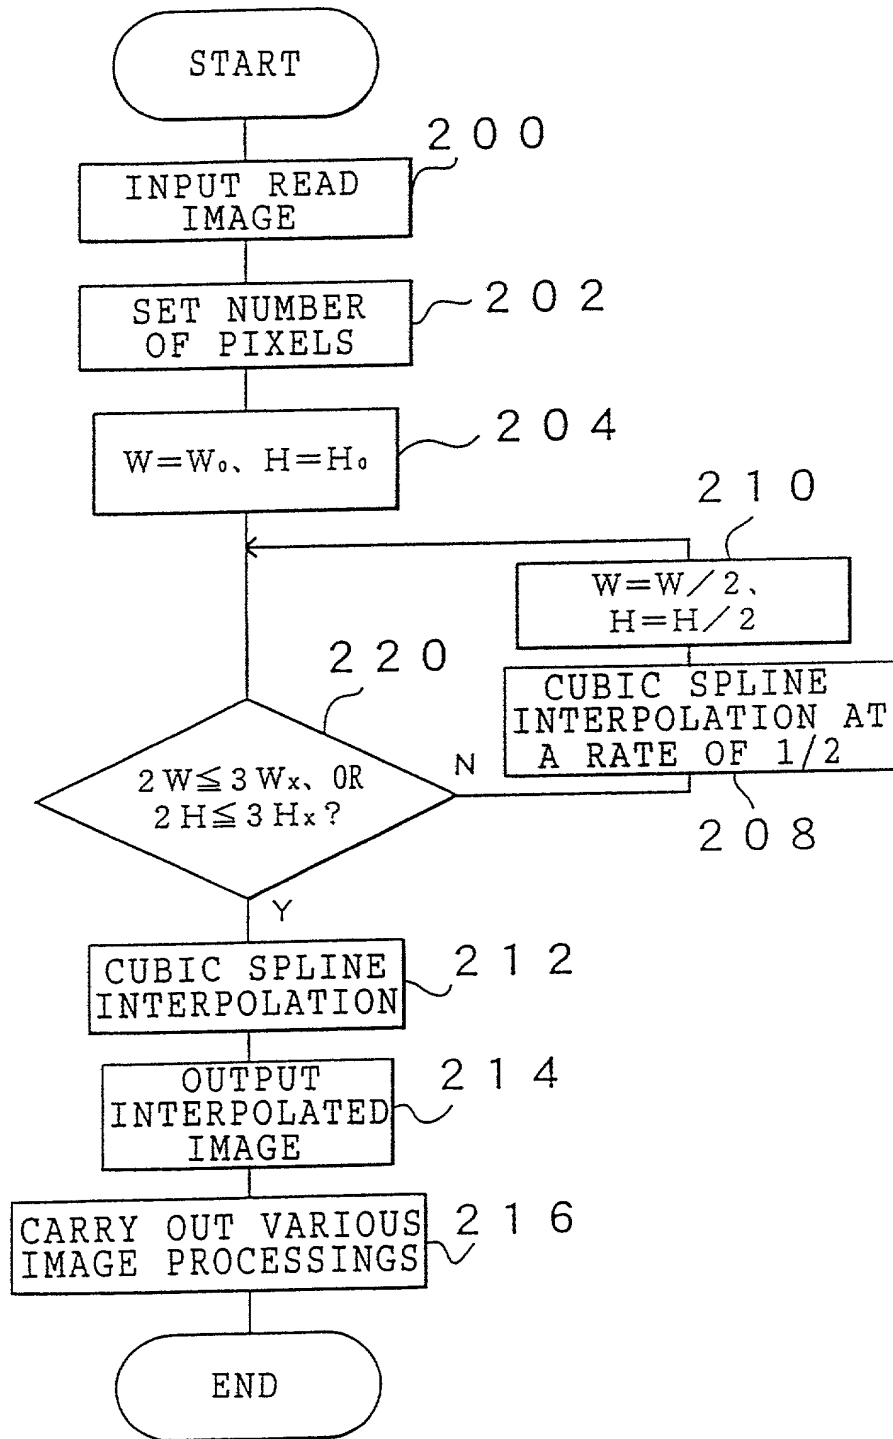 START
200
INPUT READ
IMAGE
202
SET NUMBER
OF PIXELS
204
W=W₀、H=H₀
210
W=W/2、
H=H/2
220
CUBIC SPLINE
INTERPOLATION AT
A RATE OF 1/2
208
2W≦3Wx、OR
2H≦3Hx?
N
Y
212
CUBIC SPLINE
INTERPOLATION
214
OUTPUT
INTERPOLATED
IMAGE
216
CARRY OUT VARIOUS
IMAGE PROCESSINGS
END